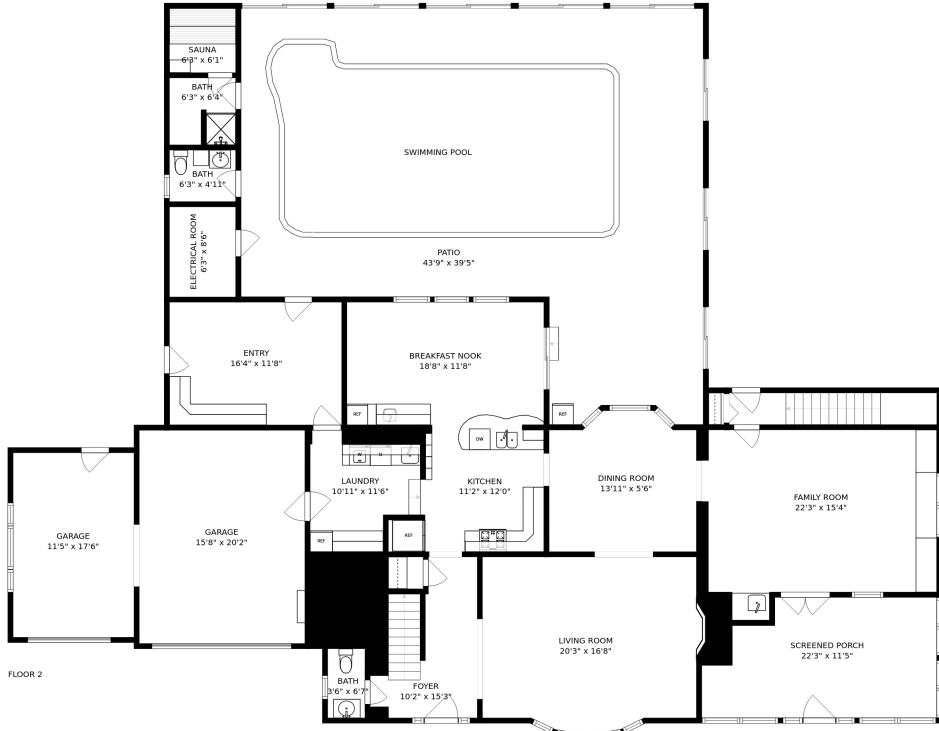 SAUNA
6'3" x 6'1"
BATH
6'3" x 6'4"
BATH
6'3" x 4'11"
ELECTRICAL ROOM
6'3" x 8'6"
SWIMMING POOL
PATIO
43'9" x 39'5"
ENTRY
16'4" x 11'8"
BREAKFAST NOOK
18'8" x 11'8"
REF
REF
DW
W
D
LAUNDRY
10'11" x 11'6"
KITCHEN
11'2" x 12'0"
DINING ROOM
13'11" x 5'6"
FAMILY ROOM
22'3" x 15'4"
GARAGE
11'5" x 17'6"
GARAGE
15'8" x 20'2"
REF
REF
LIVING ROOM
20'3" x 16'8"
SCREENED PORCH
22'3" x 11'5"
FLOOR 2
BATH
3'6" x 6'7"
FOYER
10'2" x 15'3"